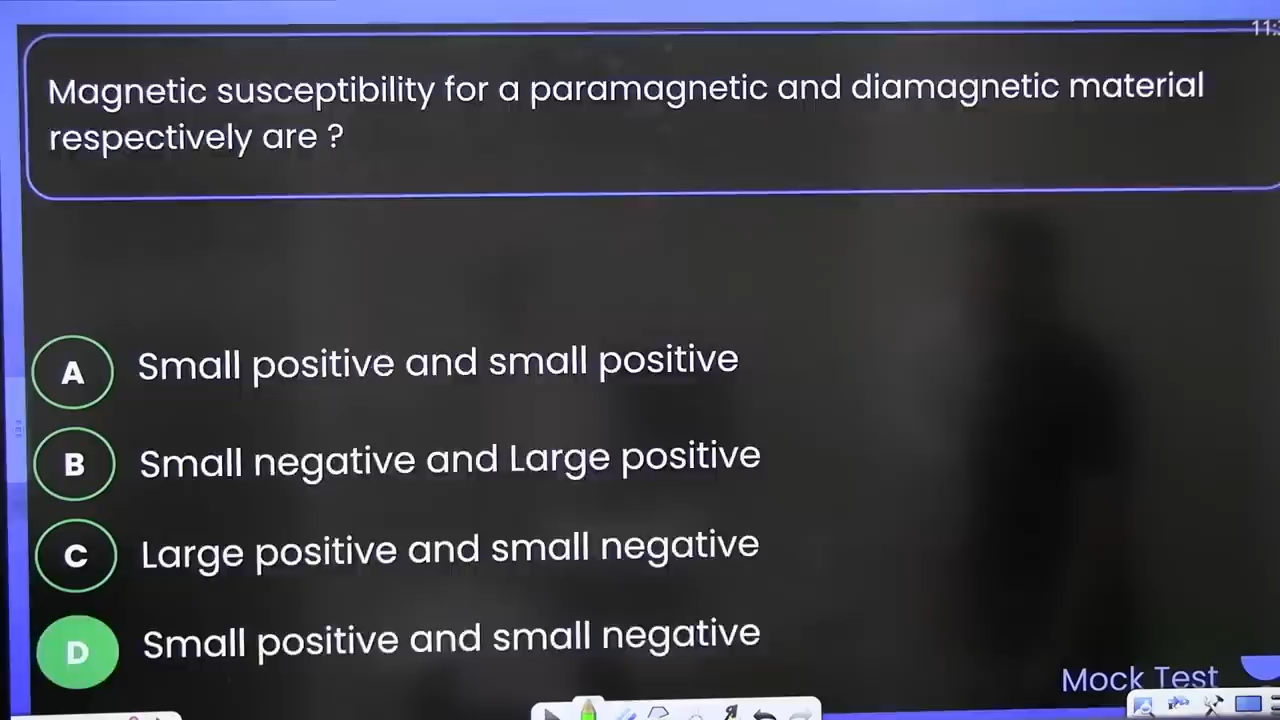 11:
Magnetic susceptibility for a paramagnetic and diamagnetic material
respectively are ?
A Small positive and small positive
B Small negative and Large positive
C Large positive and small negative
D Small positive and small negative
Mock Test